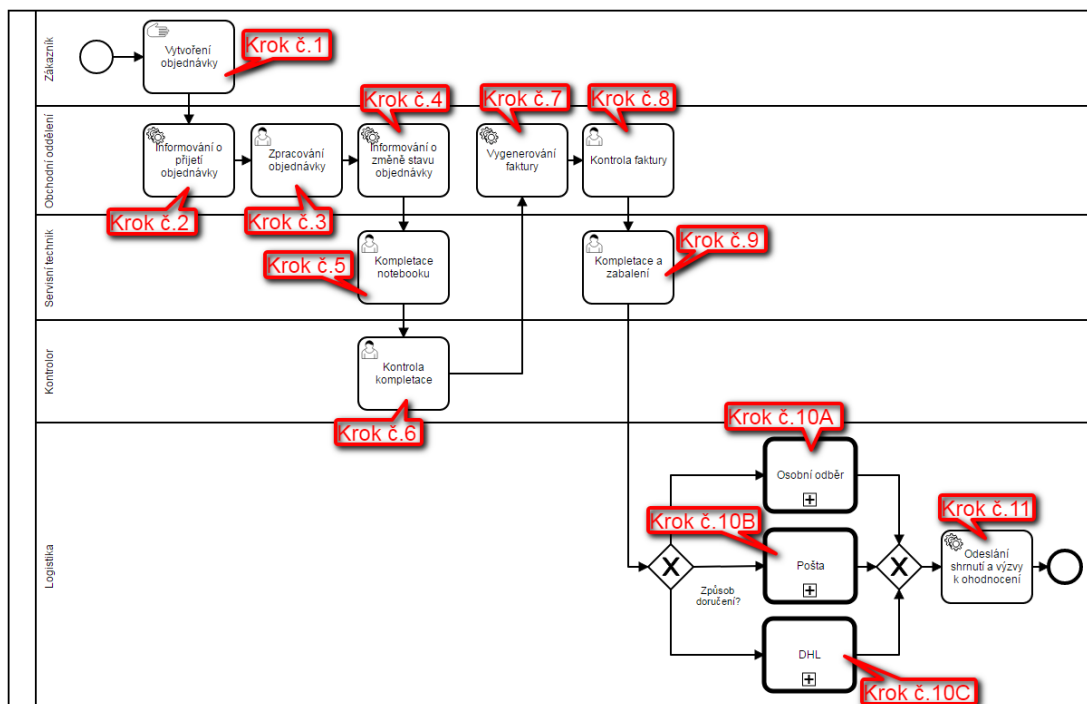 Zákazník
Vytvoření
objednávky
Krok č.1
Obchodní oddělení
Informování o
přijetí
objednávky
Krok č.2
Zpracování
objednávky
Krok č.3
Informování o
změně stavu
objednávky
Krok č.4
Vygenerování
faktury
Krok č.7
Kontrola faktury
Krok č.8
Servisní technik
Kompletace
notebooku
Krok č.5
Kompletace a
zabalení
Krok č.9
Kontrolor
Kontrola
kompletace
Krok č.6
Logistika
Způsob
doručení?
Osobní odběr
Krok č.10A
Pošta
Krok č.10B
DHL
Krok č.10C
Odeslání
shrnutí a výzvy
k ohodnocení
Krok č.11